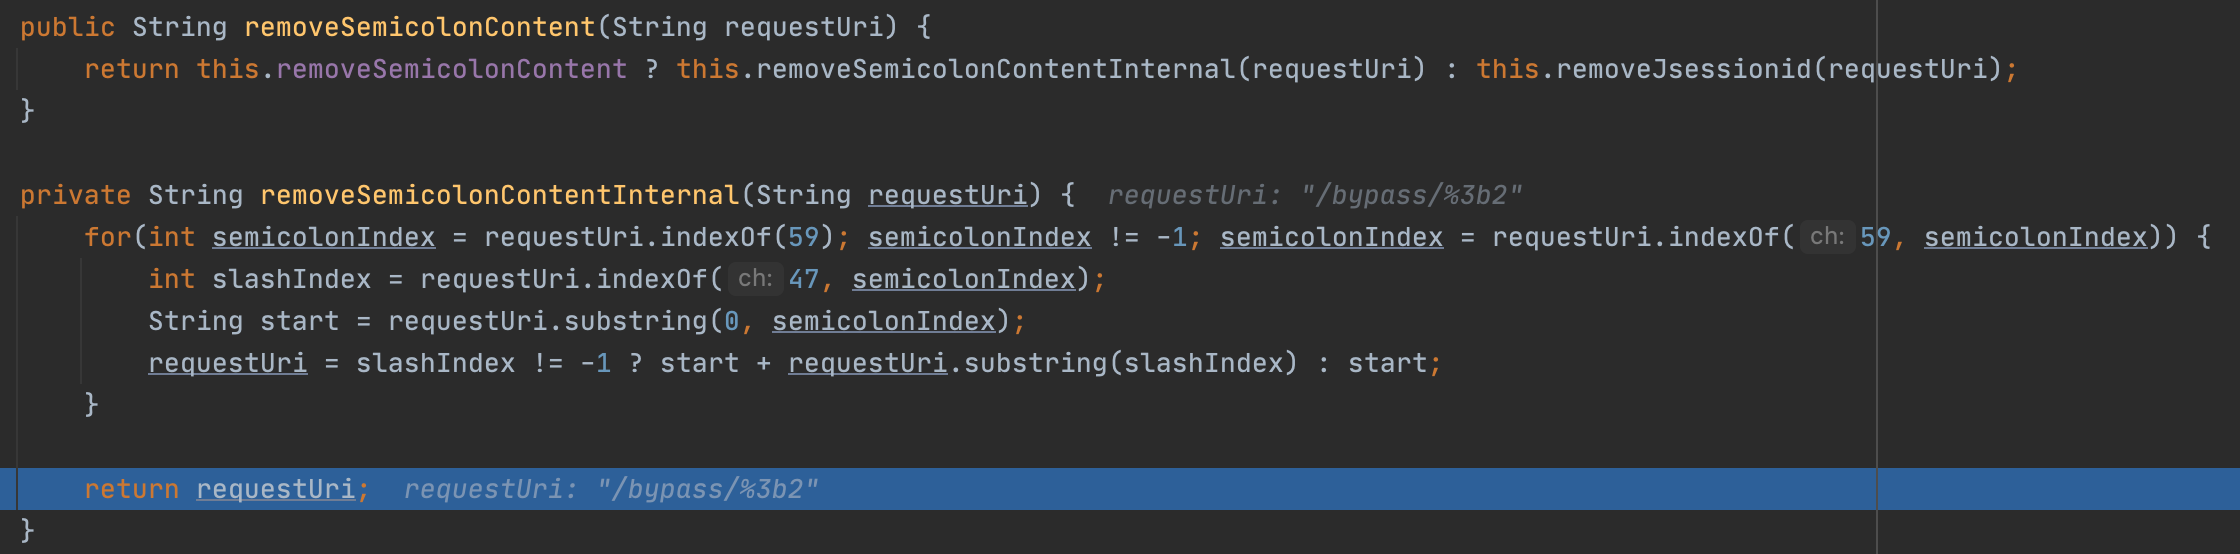 public String removeSemicolonContent(String requestUri) {
    return this.removeSemicolonContent ? this.removeSemicolonContentInternal(requestUri) : this.removeJsessionid(requestUri);
}

private String removeSemicolonContentInternal(String requestUri) {  requestUri: "/bypass/%3b2"
    for(int semicolonIndex = requestUri.indexOf(59); semicolonIndex != -1; semicolonIndex = requestUri.indexOf( ch: 59, semicolonIndex)) {
        int slashIndex = requestUri.indexOf( ch: 47, semicolonIndex);
        String start = requestUri.substring(0, semicolonIndex);
        requestUri = slashIndex != -1 ? start + requestUri.substring(slashIndex) : start;
    }

    return requestUri;  requestUri: "/bypass/%3b2"
}